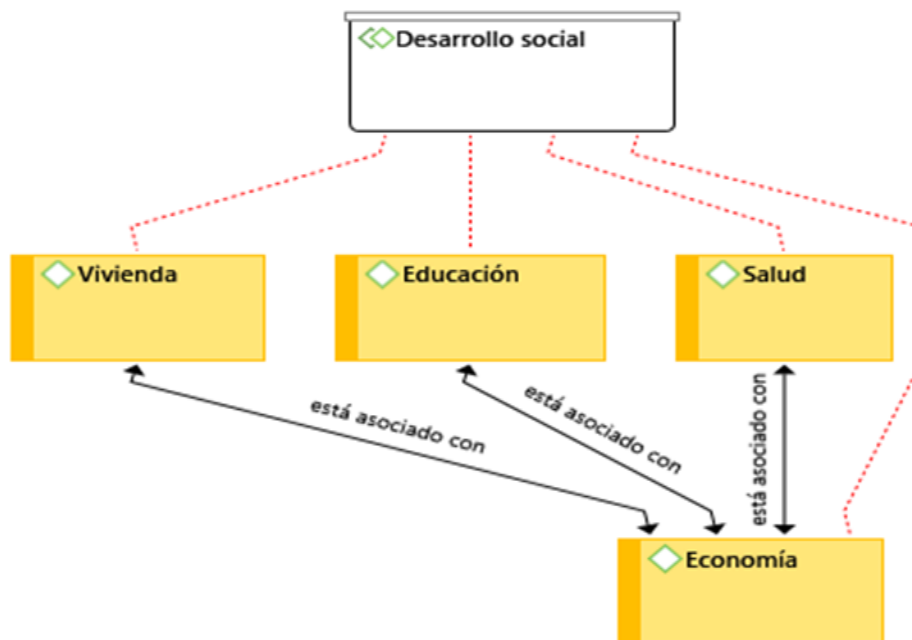 Desarrollo social
Vivienda
Educación
Salud
está asociado con
está asociado con
está asociado con
Economía